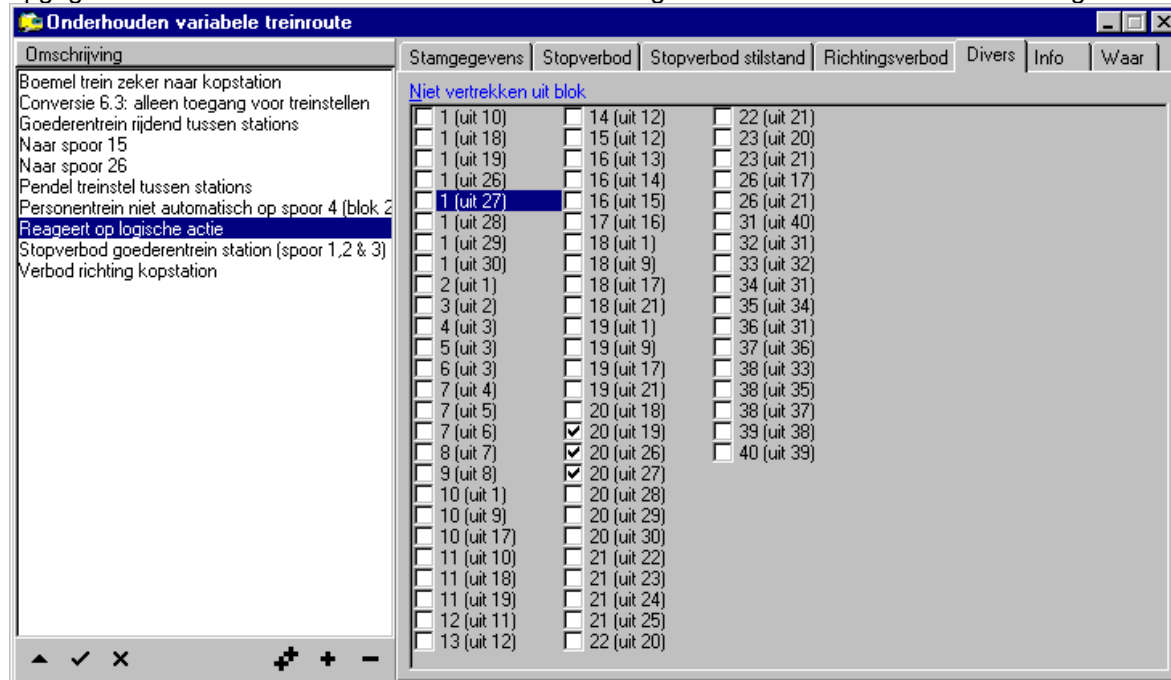 Onderhouden variabele treinroute
Omschrijving
Boemel trein zeker naar kopstation
Conversie 6.3: alleen toegang voor treinstellen
Goederentrein rijdend tussen stations
Naar spoor 15
Naar spoor 26
Pendel treinstel tussen stations
Personentrein niet automatisch op spoor 4 (blok 2
Reageert op logische actie
Stopverbod goederentrein station (spoor 1,2 & 3)
Verbod richting kopstation
Stamgegevens Stopverbod Stopverbod stilstand Richtingsverbod Divers Info Waar
Niet vertrekken uit blok
1 (uit 10)
1 (uit 18)
1 (uit 19)
1 (uit 26)
1 (uit 27)
1 (uit 28)
1 (uit 29)
1 (uit 30)
2 (uit 1)
3 (uit 2)
4 (uit 3)
5 (uit 3)
6 (uit 3)
7 (uit 4)
7 (uit 5)
7 (uit 6)
8 (uit 7)
9 (uit 8)
10 (uit 1)
10 (uit 9)
10 (uit 17)
11 (uit 10)
11 (uit 18)
11 (uit 19)
12 (uit 11)
13 (uit 12)
14 (uit 12)
15 (uit 12)
16 (uit 13)
16 (uit 14)
16 (uit 15)
17 (uit 16)
18 (uit 1)
18 (uit 9)
18 (uit 17)
18 (uit 21)
19 (uit 1)
19 (uit 9)
19 (uit 17)
19 (uit 21)
20 (uit 18)
20 (uit 19)
20 (uit 26)
20 (uit 27)
20 (uit 28)
20 (uit 29)
20 (uit 30)
21 (uit 22)
21 (uit 23)
21 (uit 24)
21 (uit 25)
22 (uit 20)
22 (uit 21)
23 (uit 20)
23 (uit 21)
26 (uit 17)
26 (uit 21)
31 (uit 40)
32 (uit 31)
33 (uit 32)
34 (uit 31)
35 (uit 34)
36 (uit 31)
37 (uit 36)
38 (uit 33)
38 (uit 35)
38 (uit 37)
39 (uit 38)
40 (uit 39)